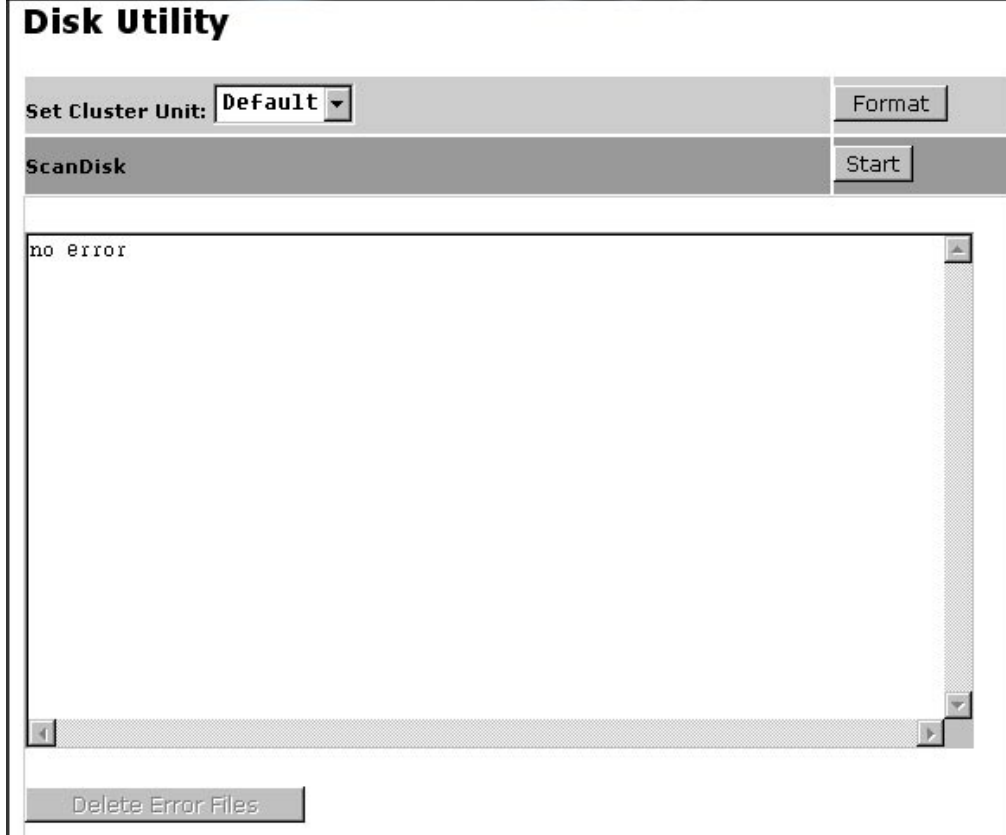 Disk Utility
Set Cluster Unit: Default Format
ScanDisk Start
no error
Delete Error Files